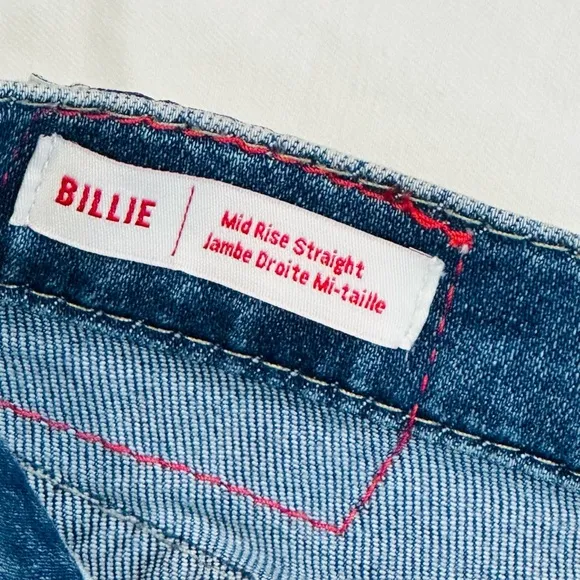 BILLIE
Mid Rise Straight
Jambe Droite Mi-taille